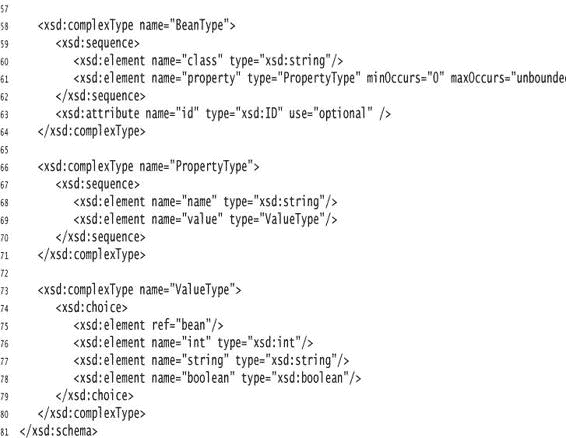 57
58 <xsd:complexType name="BeanType">
59 <xsd:sequence>
60 <xsd:element name="class" type="xsd:string"/>
61 <xsd:element name="property" type="PropertyType" minOccurs="0" maxOccurs="unbounde
62 </xsd:sequence>
63 <xsd:attribute name="id" type="xsd:ID" use="optional" />
64 </xsd:complexType>
65
66 <xsd:complexType name="PropertyType">
67 <xsd:sequence>
68 <xsd:element name="name" type="xsd:string"/>
69 <xsd:element name="value" type="ValueType"/>
70 </xsd:sequence>
71 </xsd:complexType>
72
73 <xsd:complexType name="ValueType">
74 <xsd:choice>
75 <xsd:element ref="bean"/>
76 <xsd:element name="int" type="xsd:int"/>
77 <xsd:element name="string" type="xsd:string"/>
78 <xsd:element name="boolean" type="xsd:boolean"/>
79 </xsd:choice>
80 </xsd:complexType>
81 </xsd:schema>